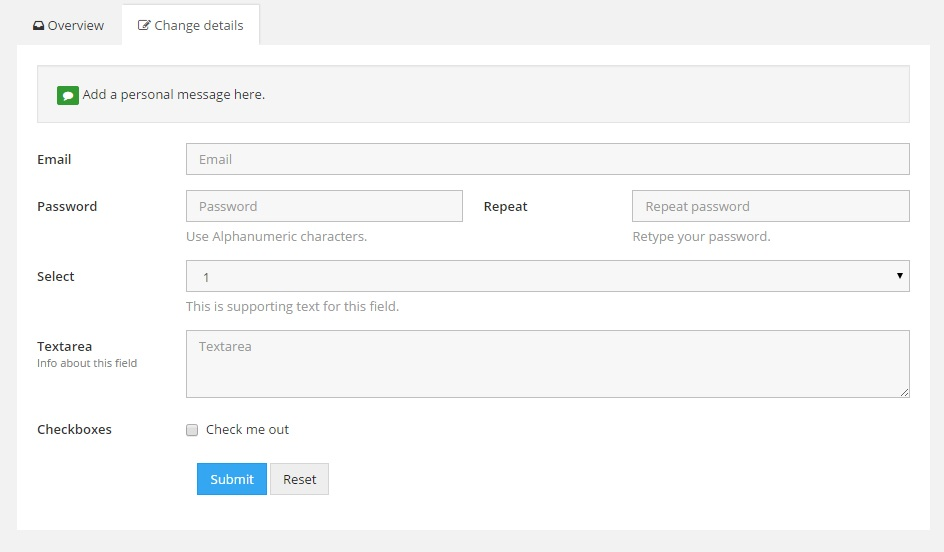 Overview Change details
Add a personal message here.
Email Email
Password Password Repeat Repeat password
Use Alphanumeric characters. Retype your password.
Select 1
This is supporting text for this field.
Textarea Textarea
Info about this field
Checkboxes Check me out
Submit Reset